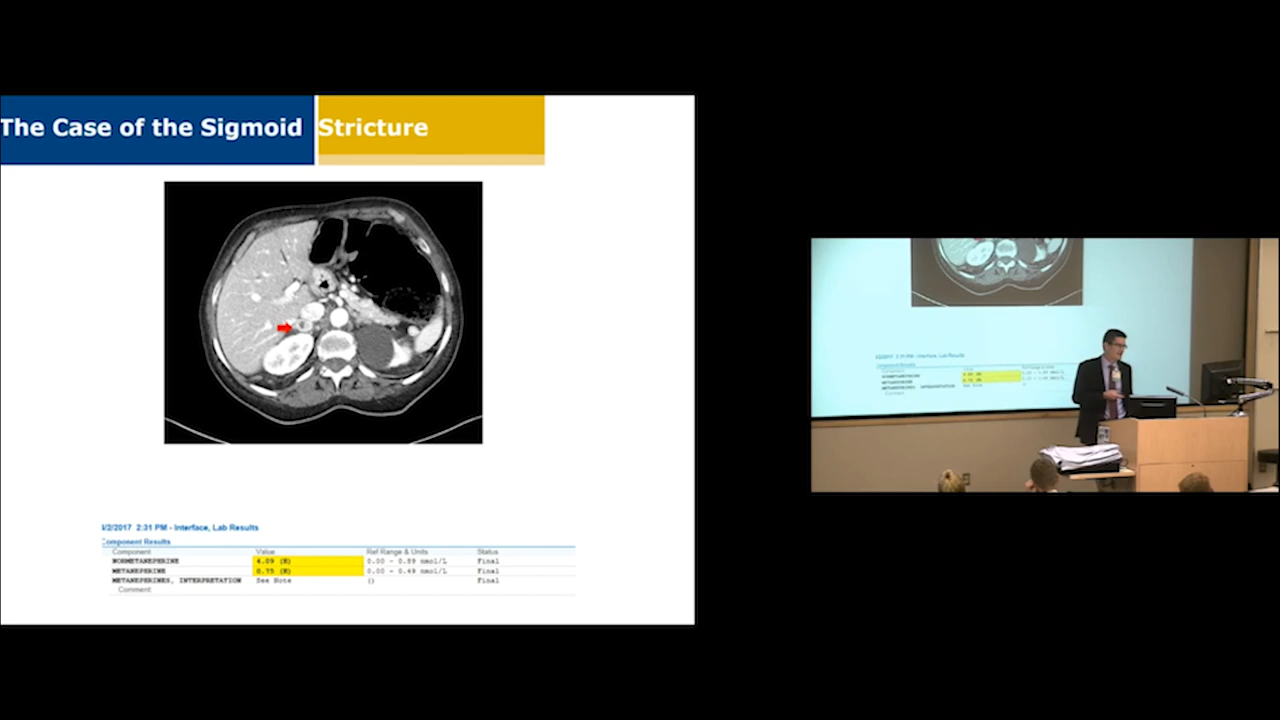 The Case of the Sigmoid Stricture
/2/2017 2:31 PM - Interface, Lab Results
Component Results
Component Value Ref Range & Units Status
NORMETANEPHRINE 4.09 (H) 0.00 - 0.89 nmol/L Final
METANEPHRINE 0.75 (H) 0.00 - 0.49 nmol/L Final
METANEPHRINES, INTERPRETATION See Note () Final
Comment